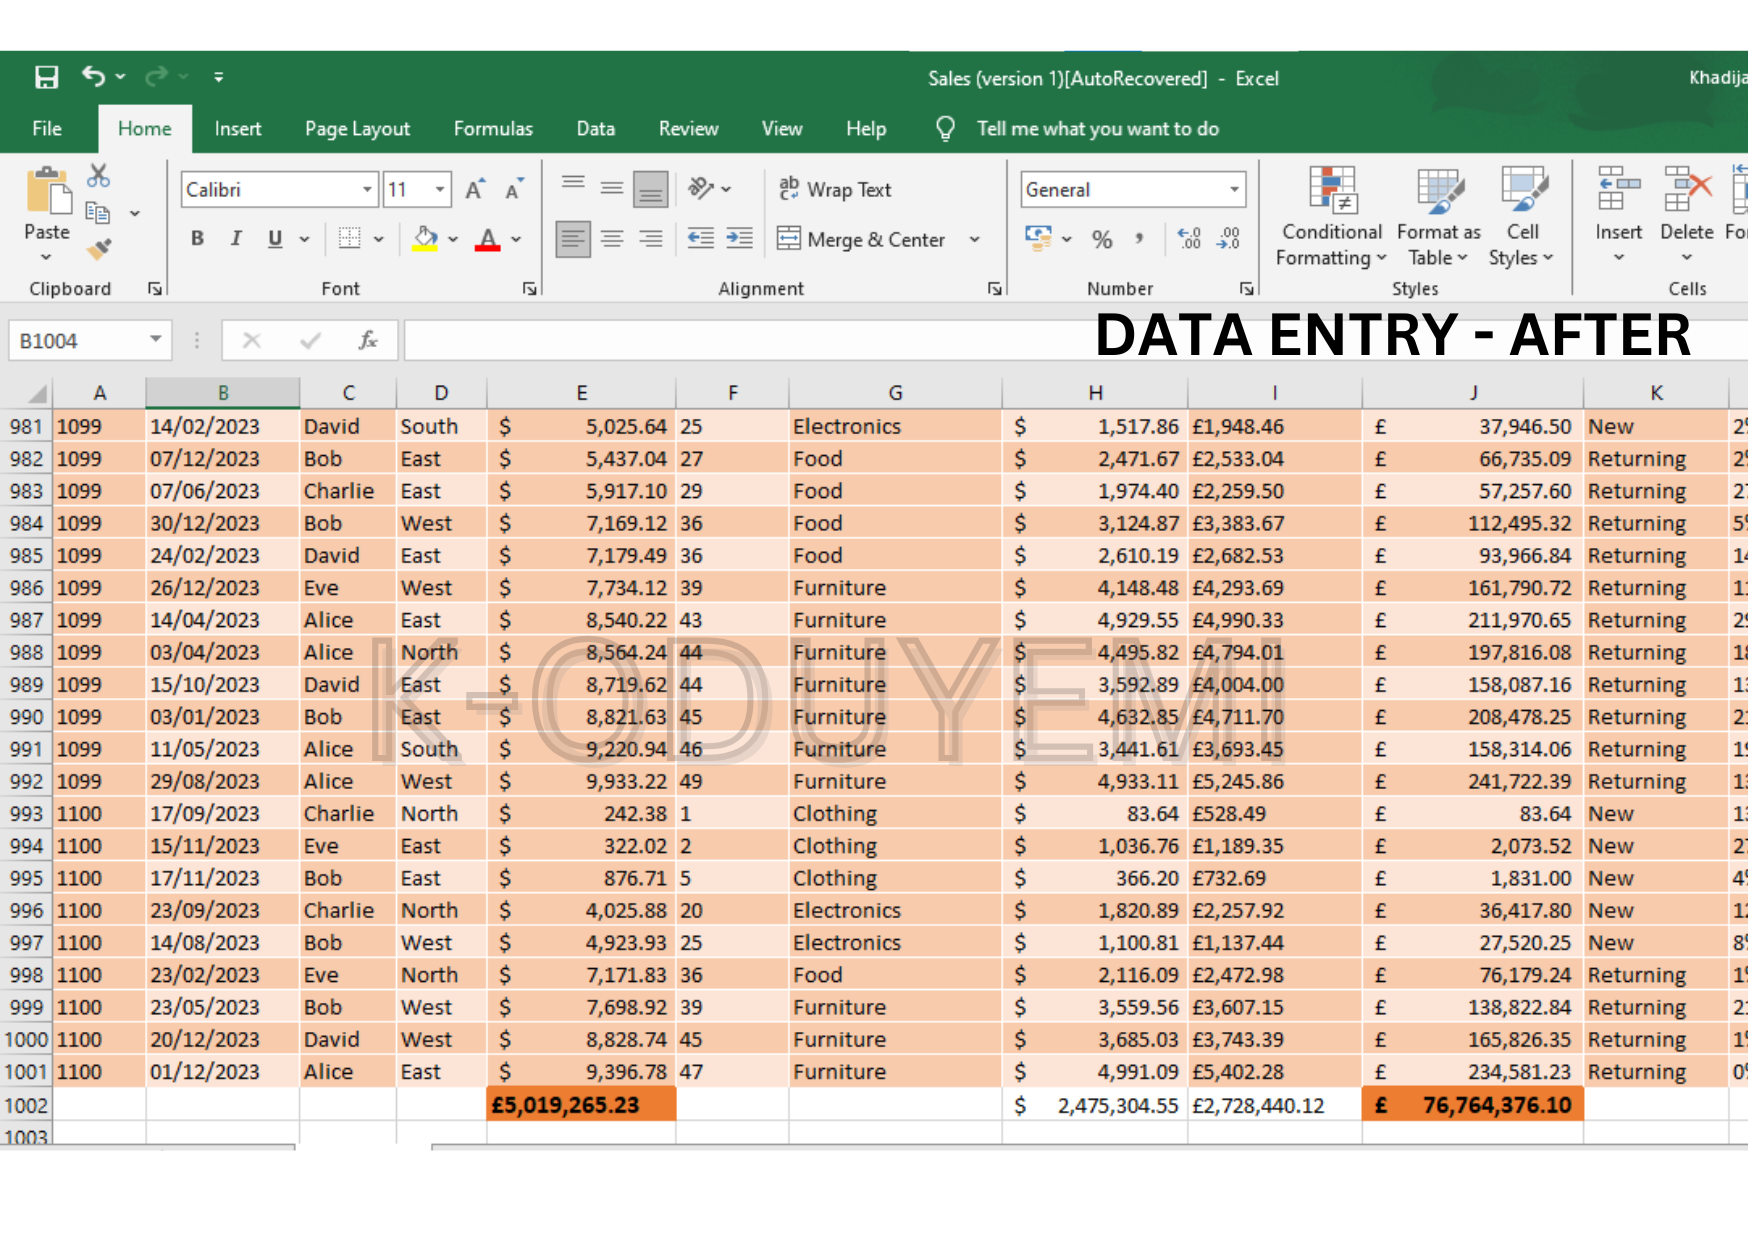 Sales (version 1)[AutoRecovered] - Excel Khadija
File Home Insert Page Layout Formulas Data Review View Help Tell me what you want to do
Calibri 11 A A ab Wrap Text General
Paste B I U Merge & Center % , Conditional Formatting Format as Table Cell Styles Insert Delete
Clipboard Font Alignment Number Styles Cells
B1004 fx DATA ENTRY - AFTER
A B C D E F G H I J K
981 1099 14/02/2023 David South $ 5,025.64 25 Electronics $ 1,517.86 £1,948.46 £ 37,946.50 New
982 1099 07/12/2023 Bob East $ 5,437.04 27 Food $ 2,471.67 £2,533.04 £ 66,735.09 Returning
983 1099 07/06/2023 Charlie East $ 5,917.10 29 Food $ 1,974.40 £2,259.50 £ 57,257.60 Returning
984 1099 30/12/2023 Bob West $ 7,169.12 36 Food $ 3,124.87 £3,383.67 £ 112,495.32 Returning
985 1099 24/02/2023 David East $ 7,179.49 36 Food $ 2,610.19 £2,682.53 £ 93,966.84 Returning
986 1099 26/12/2023 Eve West $ 7,734.12 39 Furniture $ 4,148.48 £4,293.69 £ 161,790.72 Returning
987 1099 14/04/2023 Alice East $ 8,540.22 43 Furniture $ 4,929.55 £4,990.33 £ 211,970.65 Returning
988 1099 03/04/2023 Alice North $ 8,564.24 44 Furniture $ 4,495.82 £4,794.01 £ 197,816.08 Returning
989 1099 15/10/2023 David East $ 8,719.62 44 Furniture $ 3,592.89 £4,004.00 £ 158,087.16 Returning
K-ODUYEMI
990 1099 03/01/2023 Bob East $ 8,821.63 45 Furniture $ 4,632.85 £4,711.70 £ 208,478.25 Returning
991 1099 11/05/2023 Alice South $ 9,220.94 46 Furniture $ 3,441.61 £3,693.45 £ 158,314.06 Returning
992 1099 29/08/2023 Alice West $ 9,933.22 49 Furniture $ 4,933.11 £5,245.86 £ 241,722.39 Returning
993 1100 17/09/2023 Charlie North $ 242.38 1 Clothing $ 83.64 £528.49 £ 83.64 New
994 1100 15/11/2023 Eve East $ 322.02 2 Clothing $ 1,036.76 £1,189.35 £ 2,073.52 New
995 1100 17/11/2023 Bob East $ 876.71 5 Clothing $ 366.20 £732.69 £ 1,831.00 New
996 1100 23/09/2023 Charlie North $ 4,025.88 20 Electronics $ 1,820.89 £2,257.92 £ 36,417.80 New
997 1100 14/08/2023 Bob West $ 4,923.93 25 Electronics $ 1,100.81 £1,137.44 £ 27,520.25 New
998 1100 23/02/2023 Eve North $ 7,171.83 36 Food $ 2,116.09 £2,472.98 £ 76,179.24 Returning
999 1100 23/05/2023 Bob West $ 7,698.92 39 Furniture $ 3,559.56 £3,607.15 £ 138,822.84 Returning
1000 1100 20/12/2023 David West $ 8,828.74 45 Furniture $ 3,685.03 £3,743.39 £ 165,826.35 Returning
1001 1100 01/12/2023 Alice East $ 9,396.78 47 Furniture $ 4,991.09 £5,402.28 £ 234,581.23 Returning
1002 £5,019,265.23 $ 2,475,304.55 £2,728,440.12 £ 76,764,376.10
1003